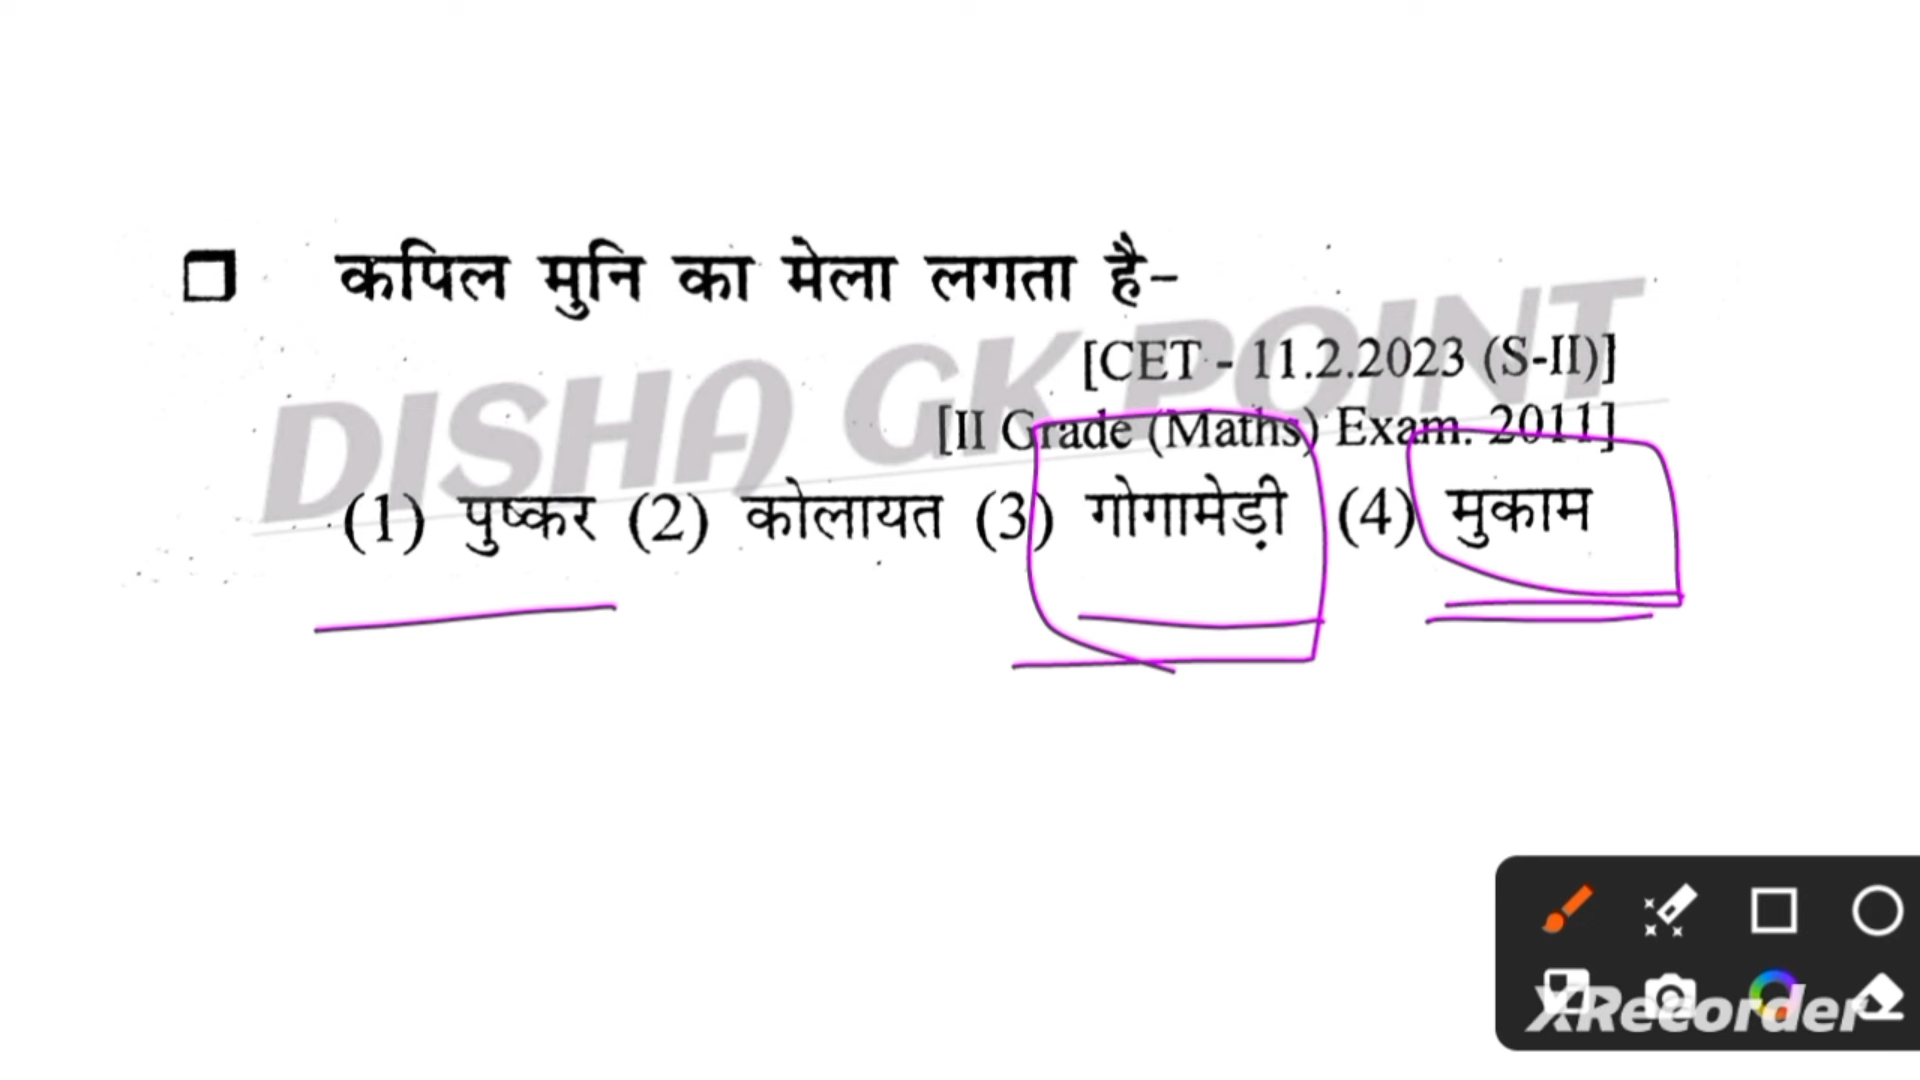 कपिल मुनि का मेला लगता है-
[CET - 11.2.2023 (S-II)]
DISHA GK POINT
[II Grade (Maths) Exam. 2011]
(1) पुष्कर (2) कोलायत (3) गोगामेड़ी (4) मुकाम
XRecorder